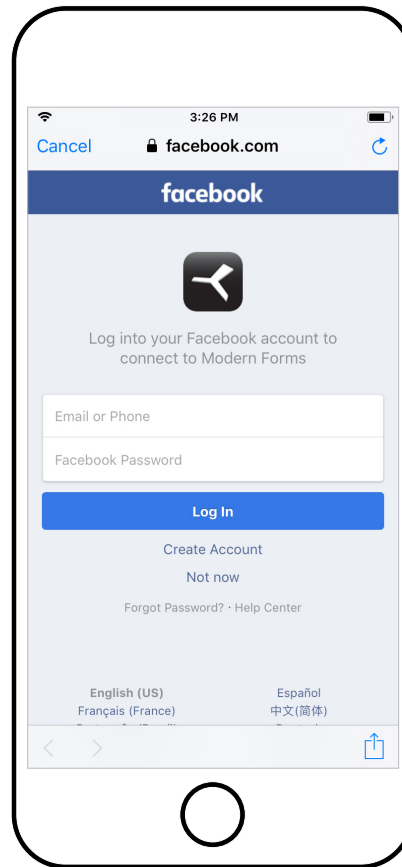 3:26 PM
Cancel facebook.com
facebook
Log into your Facebook account to
connect to Modern Forms
Email or Phone
Facebook Password
Log In
Create Account
Not now
Forgot Password? · Help Center
English (US) Español
Français (France) 中文(简体)